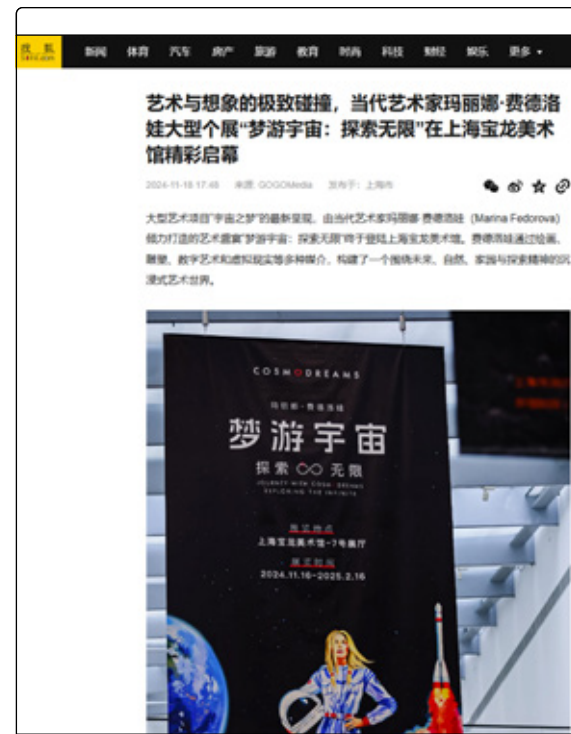 搜狐
新闻 体育 汽车 房产 旅游 教育 时尚 科技 财经 娱乐 更多
艺术与想象的极致碰撞，当代艺术家玛丽娜·费德洛
娃大型个展“梦游宇宙：探索无限”在上海宝龙美术
馆精彩启幕
2024-11-18 17:48 来源: GOGOMedia 发布于：上海市
大型艺术项目“宇宙之梦”的最新呈现，由当代艺术家玛丽娜·费德洛娃（Marina Fedorova）
倾力打造的艺术盛宴“梦游宇宙：探索无限”终于登陆上海宝龙美术馆。费德洛娃通过绘画、
雕塑、数字艺术和虚拟现实等多种媒介，构建了一个围绕未来、自然、家园与探索精神的沉
浸式艺术世界。
COSMODREAMS
玛丽娜·费德洛娃
梦游宇宙
探索 无限
JOURNEY WITH COSMODREAMS
EXPLORING THE INFINITE
展览地点
上海宝龙美术馆-7号展厅
展览时间
2024.11.16-2025.2.16